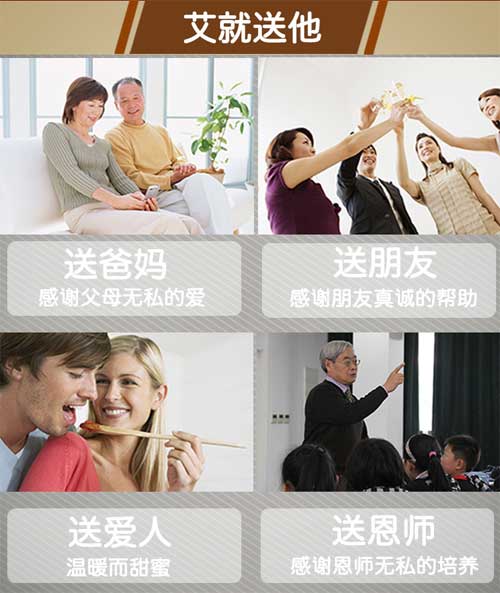 艾就送他
送爸妈
感谢父母无私的爱
送朋友
感谢朋友真诚的帮助
送爱人
温暖而甜蜜
送恩师
感谢恩师无私的培养